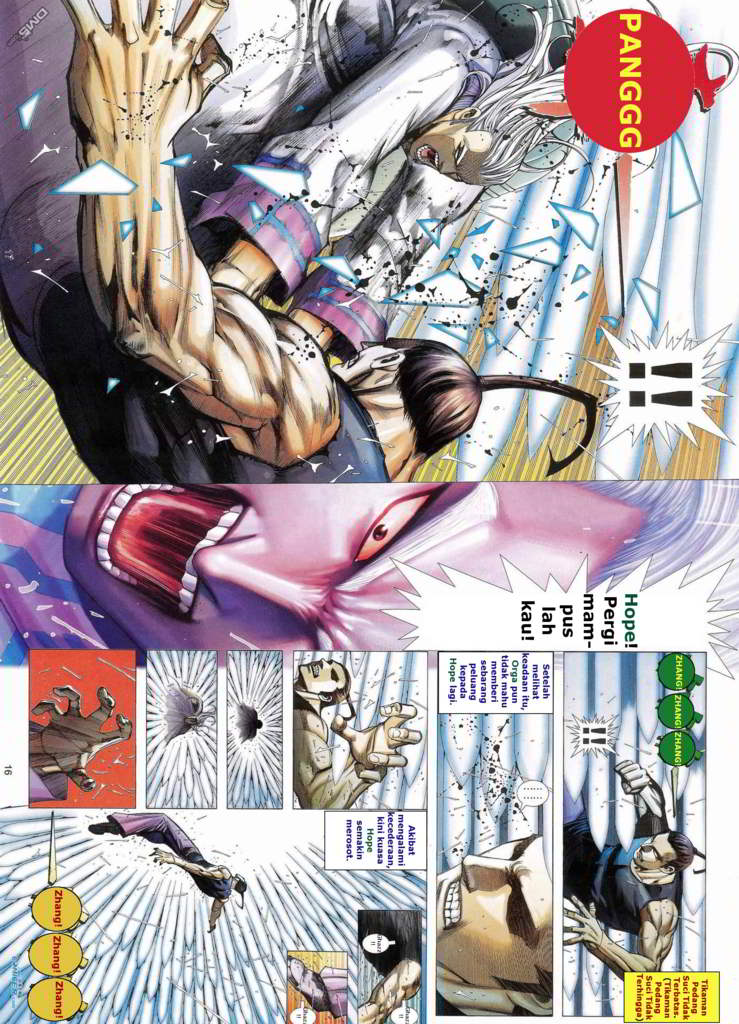 PANGGG
!!
Hope!
Pergi
mam-
pus
lah
kau!
ZHANG!
ZHANG!
ZHANG!
!!
Tikaman
Pedang
Suci Tidak
Terbatas.
(Tikaman
Pedang
Suci Tidak
Terhingga)
Setelah
melihat
keadaan itu,
Orga pun
tidak mahu
memberi
sebarang
peluang
kepada
Hope lagi.
.......
Akibat
mengalami
kecederaan,
kini kuasa
Hope
semakin
merosot.
Zhang!
Zhang!
Zhang!
16